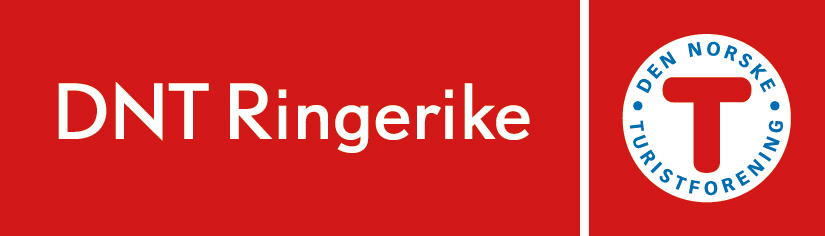 DNT Ringerike
DEN NORSKE
T
TURISTFORENING